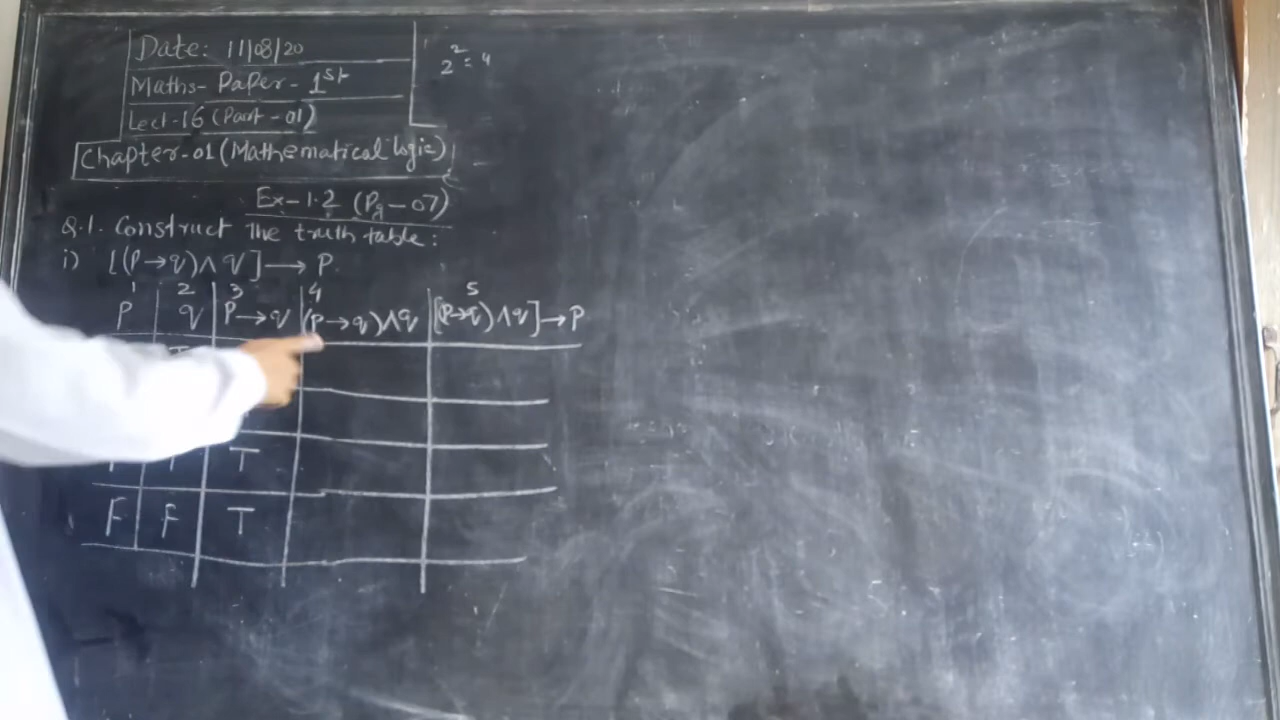 Date: 11/08/20
2² = 4
Maths- Paper- 1st
Lect-16 (Part-01)
Chapter-01 (Mathematical logic)
Ex-1.2 (Pg-07)
Q.1. Construct the truth table:
i) [(P→q)∧q]→P.
1 2 3 4 5
P q P→q (P→q)∧q [(P→q)∧q]→P
T
F F T